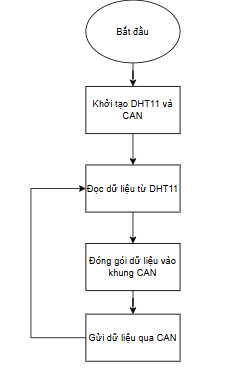 Bắt đầu
Khởi tạo DHT11 và
CAN
Đọc dữ liệu từ DHT11
Đóng gói dữ liệu vào
khung CAN
Gửi dữ liệu qua CAN